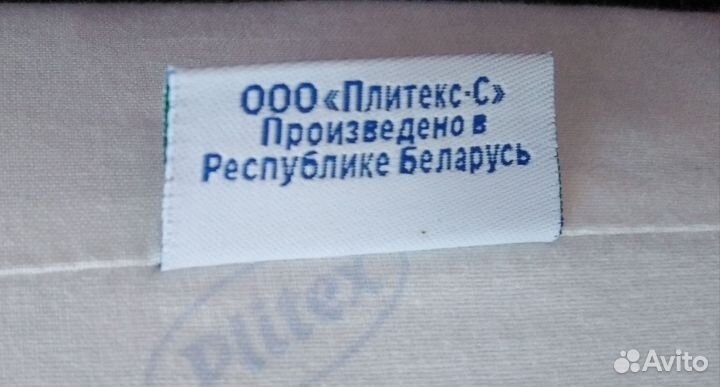 ООО «Плитекс-С»
Произведено в
Республике Беларусь
Plitex
Avito